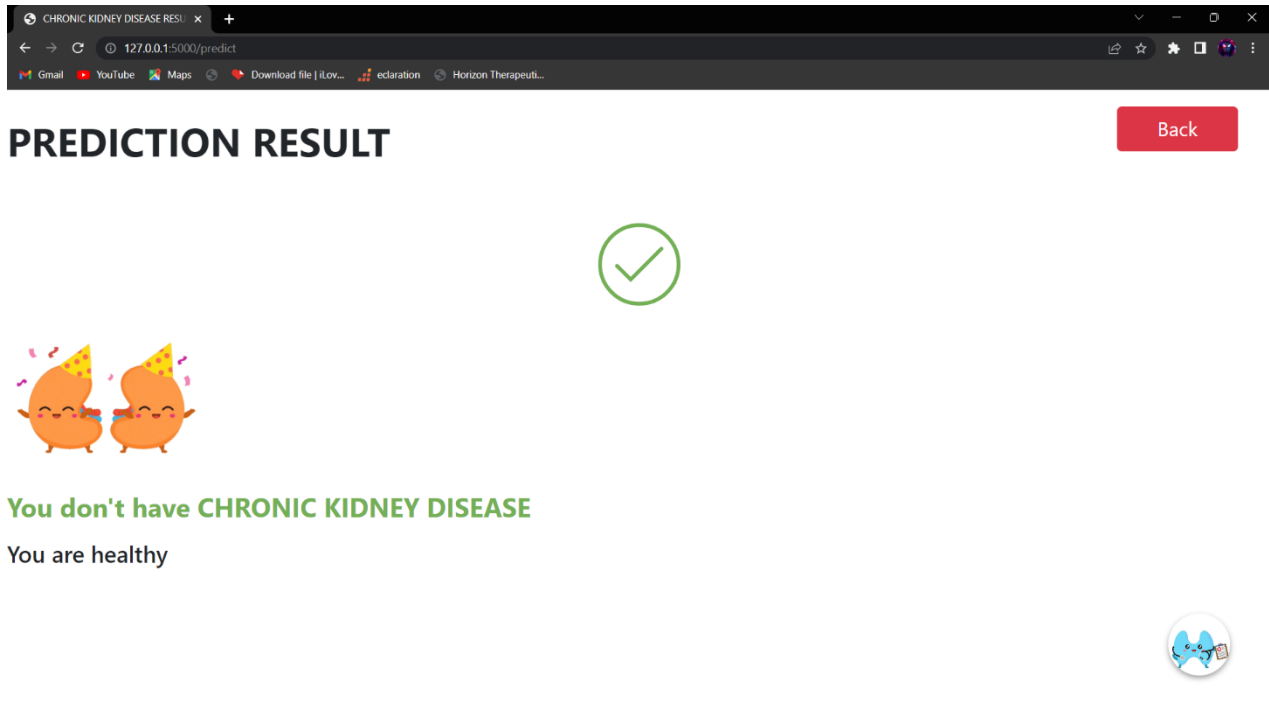 CHRONIC KIDNEY DISEASE RESU
127.0.0.1:5000/predict
Gmail YouTube Maps Download file | iLov... eclaration Horizon Therapeuti...
PREDICTION RESULT
Back
You don't have CHRONIC KIDNEY DISEASE
You are healthy